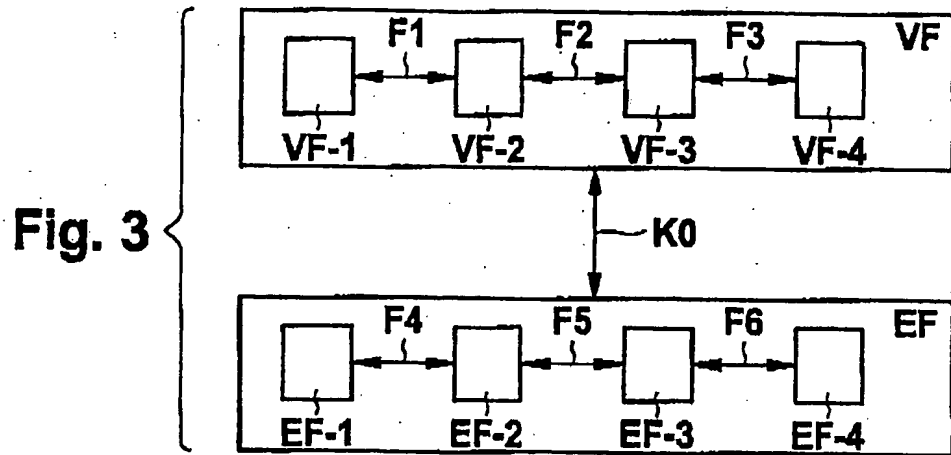 F1 F2 F3 VF
VF-1 VF-2 VF-3 VF-4
Fig. 3
K0
F4 F5 F6 EF
EF-1 EF-2 EF-3 EF-4